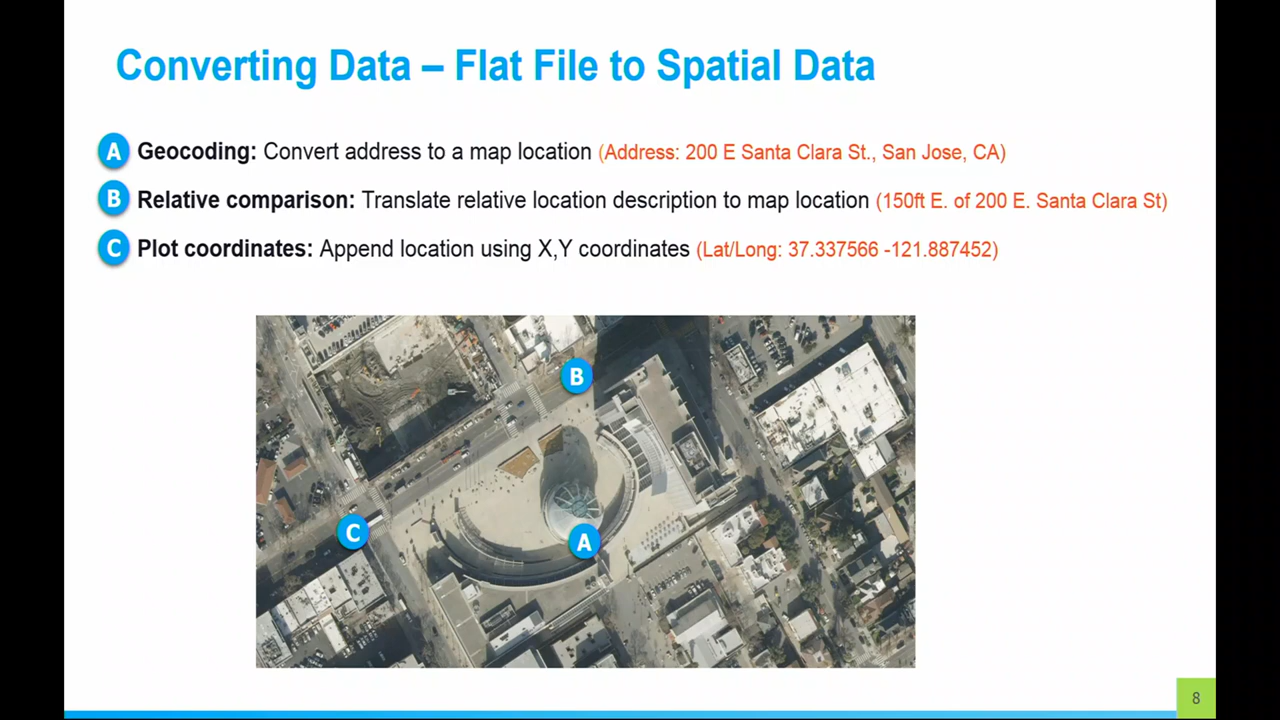 Converting Data – Flat File to Spatial Data
A Geocoding: Convert address to a map location (Address: 200 E Santa Clara St., San Jose, CA)
B Relative comparison: Translate relative location description to map location (150ft E. of 200 E. Santa Clara St)
C Plot coordinates: Append location using X,Y coordinates (Lat/Long: 37.337566 -121.887452)
B
C
A
8